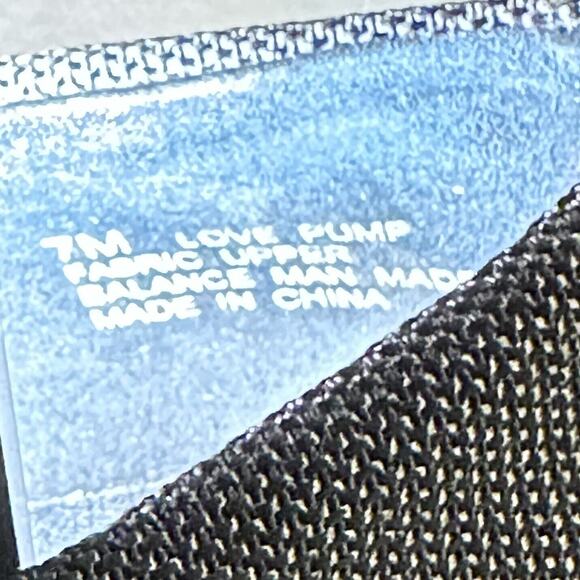 7M LOVE PUMP
FABRIC UPPER
BALANCE MAN MADE
MADE IN CHINA